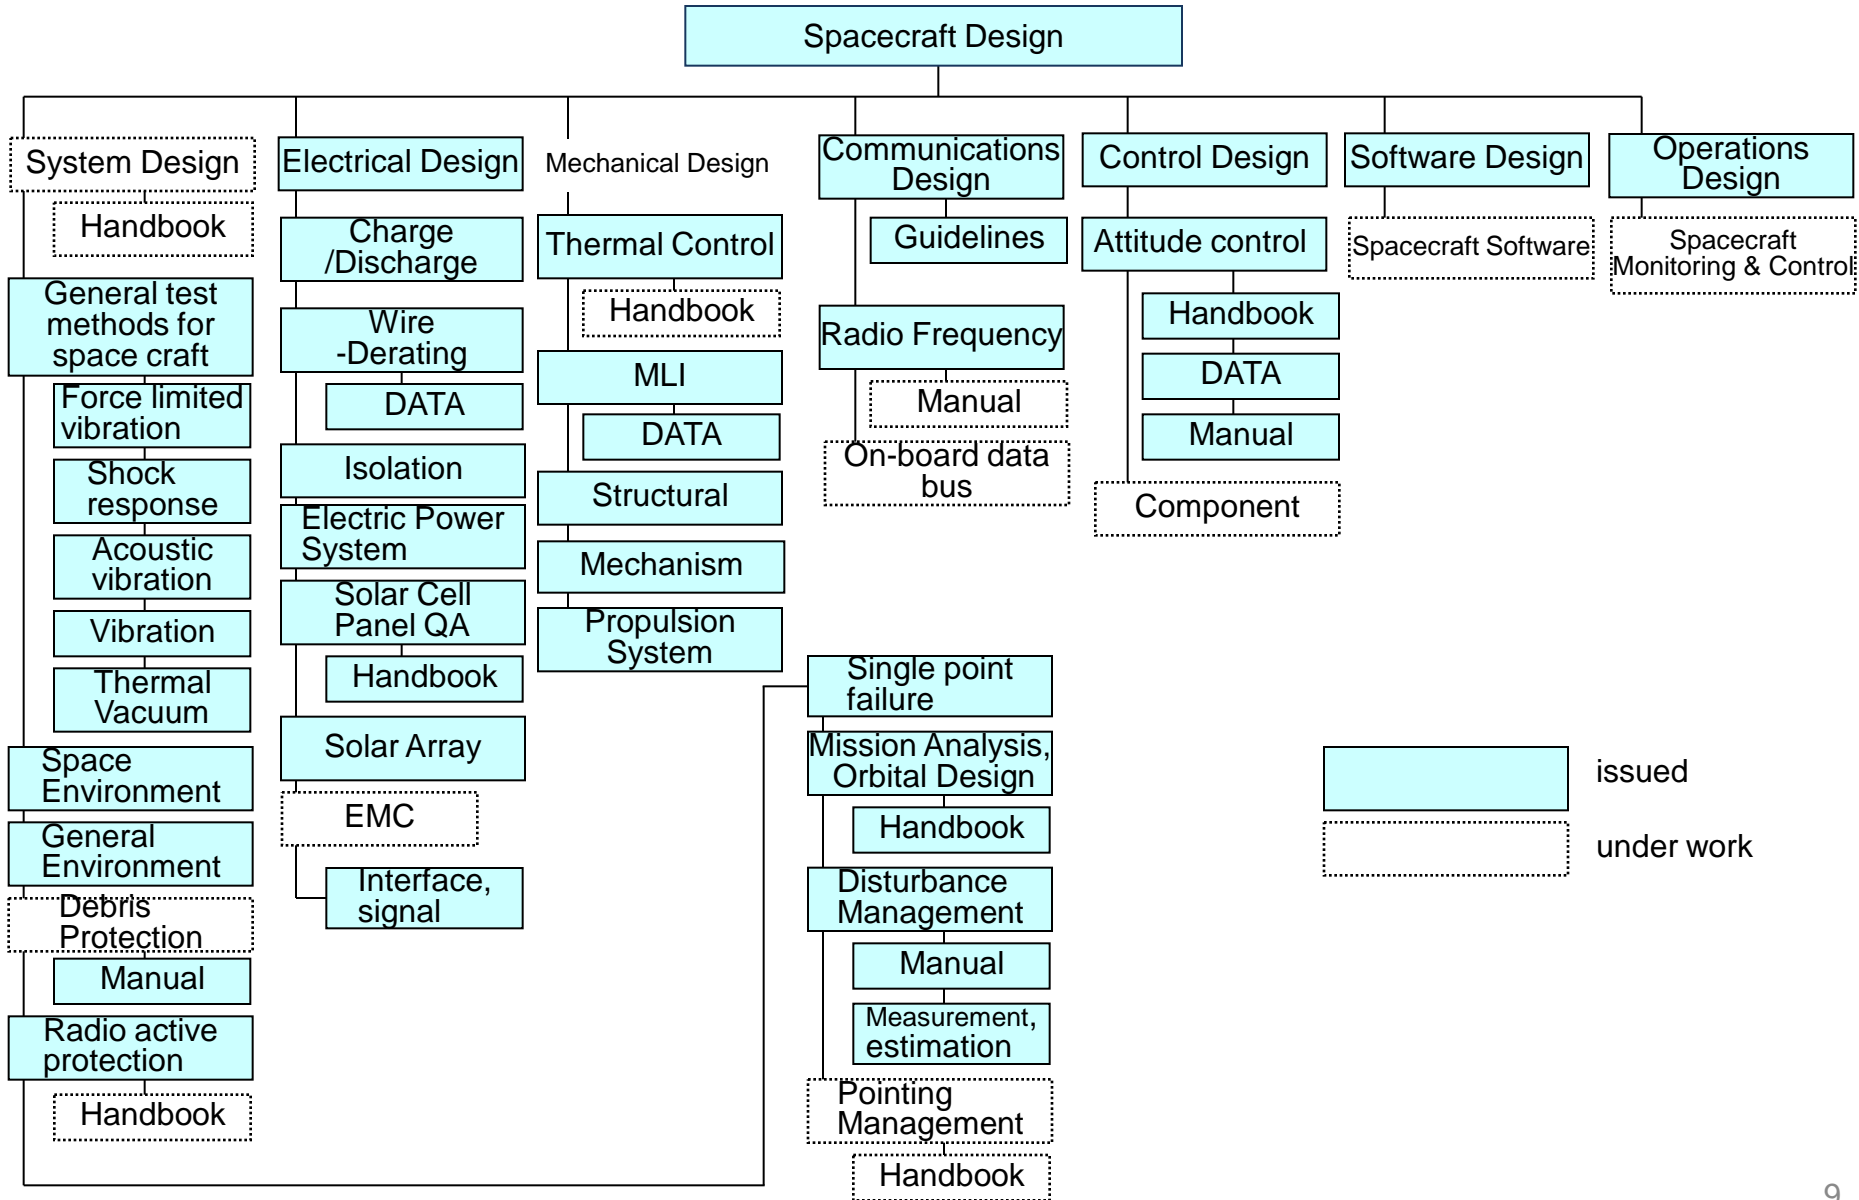 Spacecraft Design
System Design
Handbook
General test
methods for
space craft
Force limited
vibration
Shock
response
Acoustic
vibration
Vibration
Thermal
Vacuum
Space
Environment
General
Environment
Debris
Protection
Manual
Radio active
protection
Handbook
Electrical Design
Charge
/Discharge
Wire
-Derating
DATA
Isolation
Electric Power
System
Solar Cell
Panel QA
Handbook
Solar Array
EMC
Interface,
signal
Mechanical Design
Thermal Control
Handbook
MLI
DATA
Structural
Mechanism
Propulsion
System
Communications
Design
Guidelines
Radio Frequency
Manual
On-board data
bus
Single point
failure
Mission Analysis,
Orbital Design
Handbook
Disturbance
Management
Manual
Measurement,
estimation
Pointing
Management
Handbook
Control Design
Attitude control
Handbook
DATA
Manual
Component
Software Design
Spacecraft Software
Operations
Design
Spacecraft
Monitoring & Control
issued
under work
9